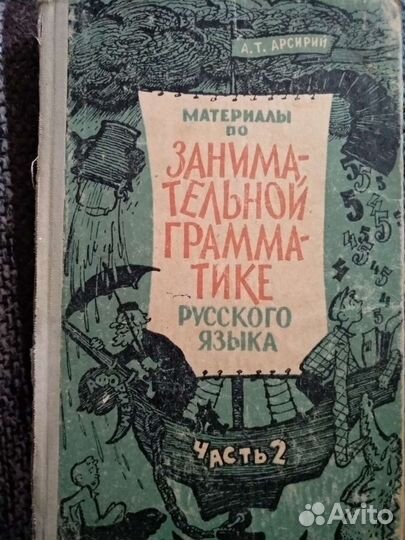 А.Т. АРСИРИЙ
МАТЕРИАЛЫ
ПО
ЗАНИМА-
ТЕЛЬНОЙ
ГРАММА-
ТИКЕ
РУССКОГО
ЯЗЫКА
ЧАСТЬ 2
Avito